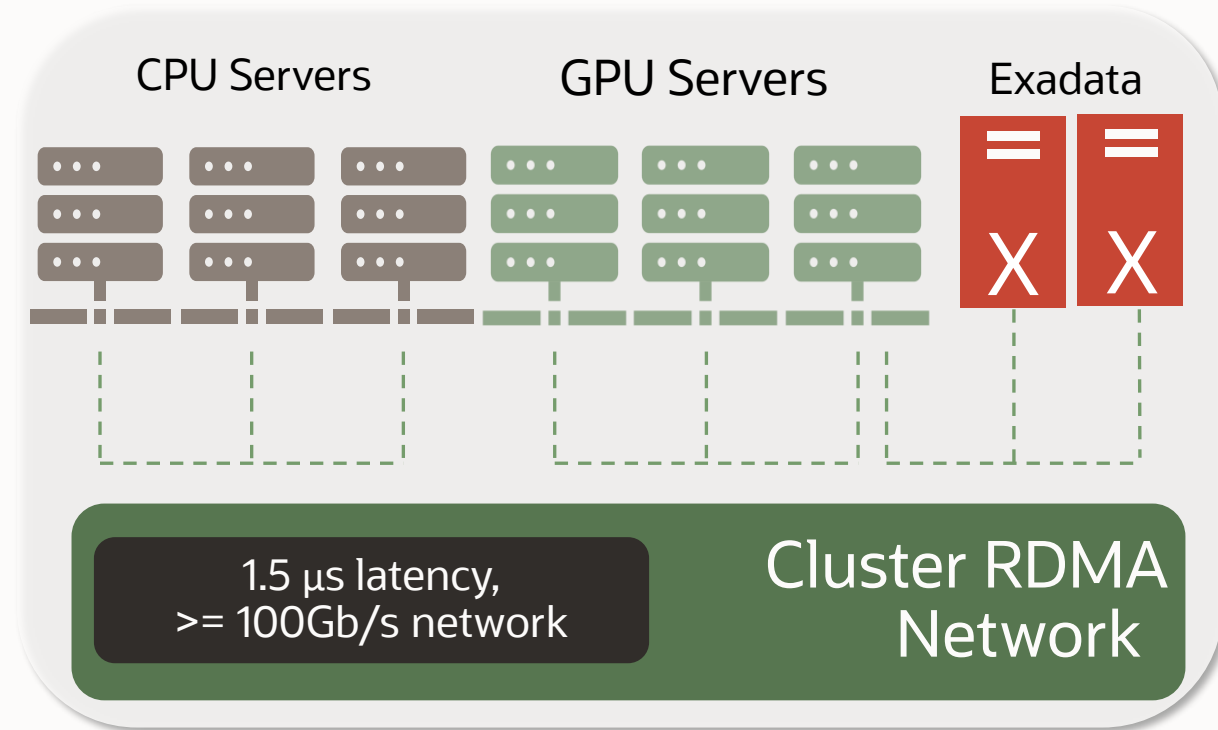 CPU Servers
GPU Servers
Exadata
X
X
1.5 µs latency,
>= 100Gb/s network
Cluster RDMA
Network